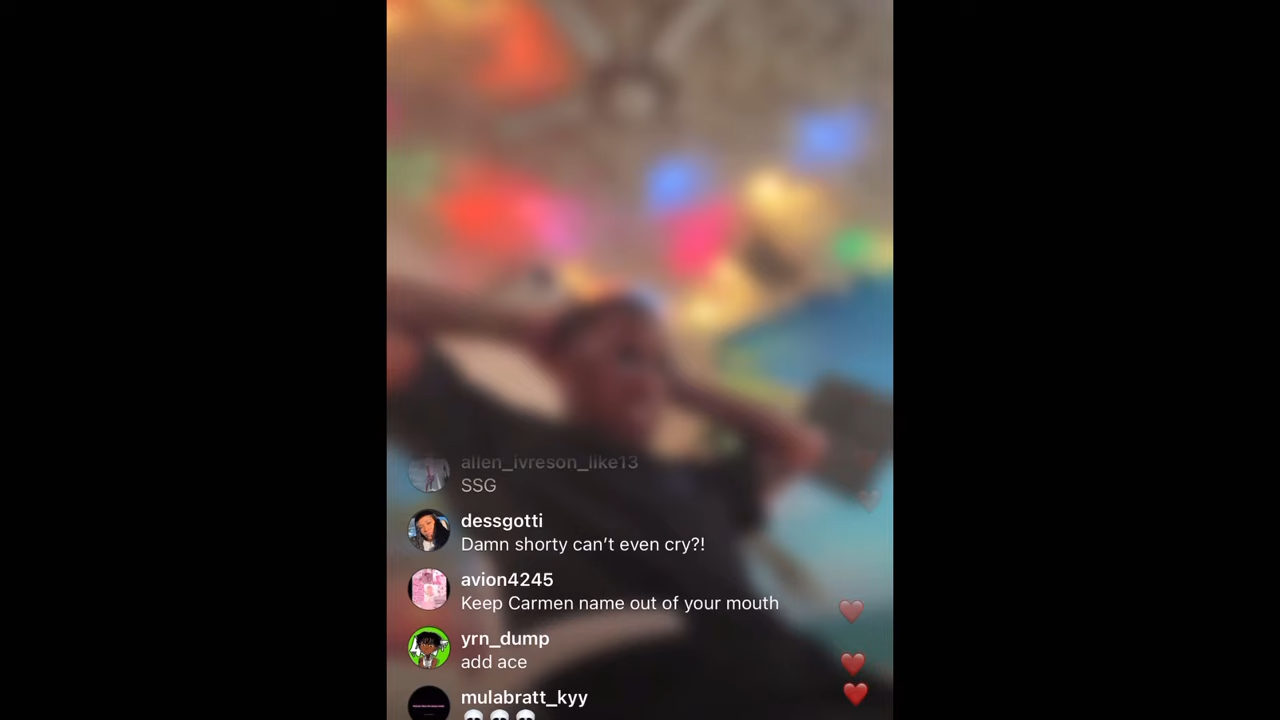 allen_ivreson_like13
SSG
dessgotti
Damn shorty can’t even cry?!
avion4245
Keep Carmen name out of your mouth
yrn_dump
add ace
mulabratt_kyy